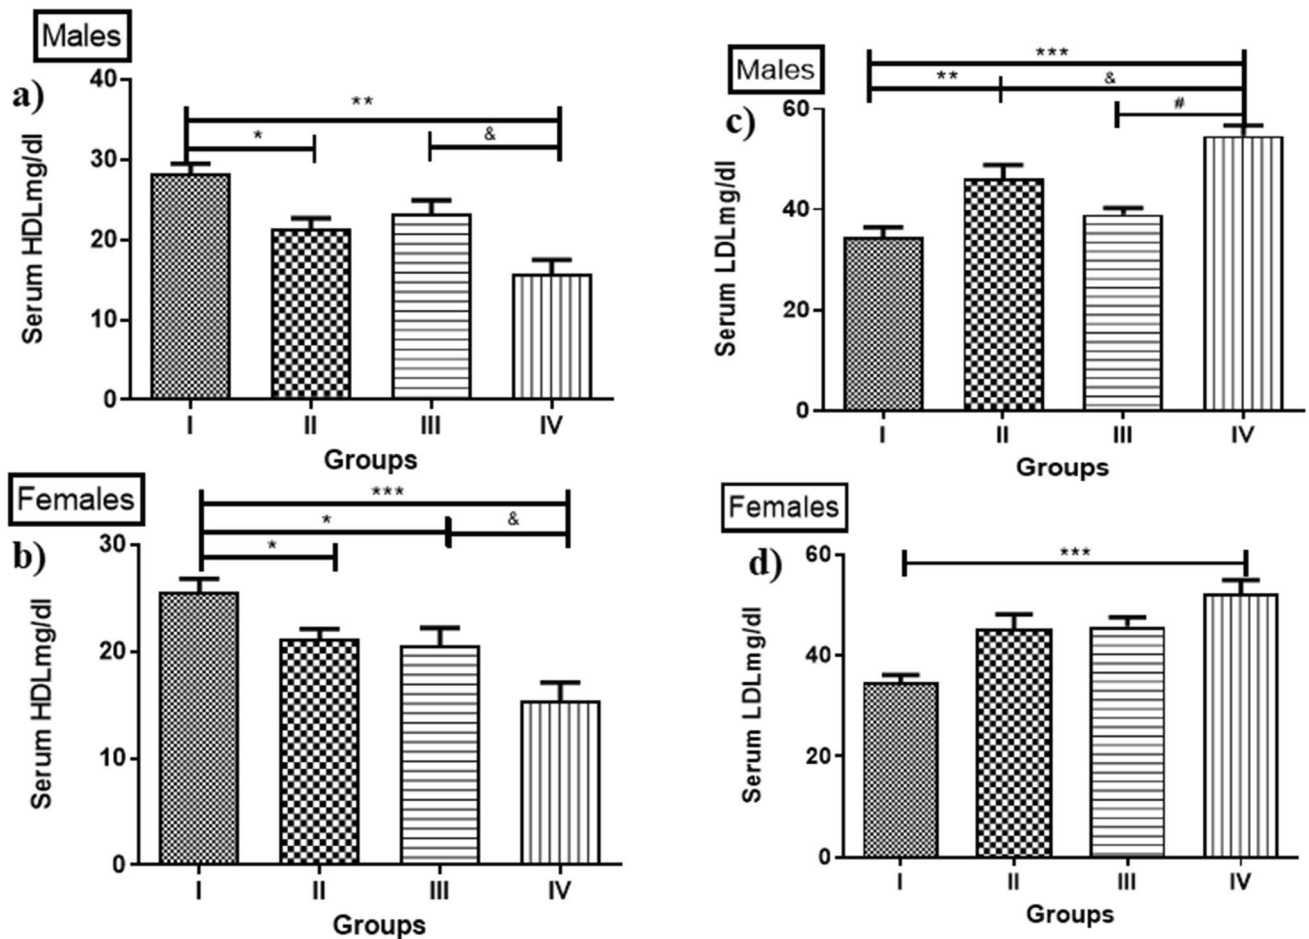 Males
a)
Serum HDLmg/dl
40
30
20
10
0
**
*
&
I II III IV
Groups
Males
c)
Serum LDLmg/dl
60
40
20
0
***
** &
#
I II III IV
Groups
Females
b)
Serum HDLmg/dl
30
20
10
0
***
* &
*
I II III IV
Groups
Females
d)
Serum LDLmg/dl
60
40
20
0
***
I II III IV
Groups